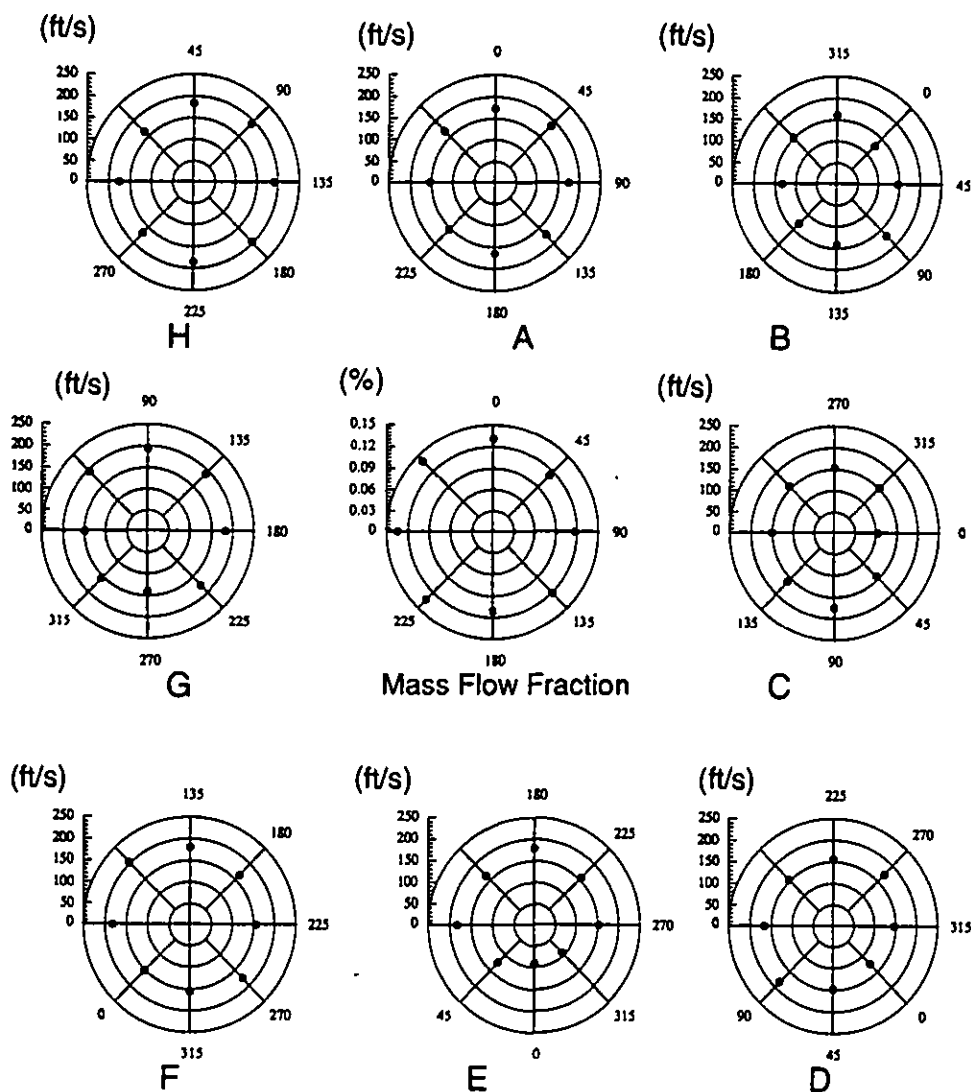 (ft/s) (ft/s) (ft/s)
45 0 315
250 90 250 45 250 0
200 200 200
150 150 150
100 100 100
50 50 50
0 135 0 90 0 45
270 180 225 135 180 90
225 180 135
H A B
(ft/s) (%) (ft/s)
90 0 270
250 135 0.15 45 250 315
200 0.12 200
150 0.09 150
100 0.06 100
50 0.03 50
0 180 0 90 0 0
315 225 225 135 135 45
270 180 90
G Mass Flow Fraction C
(ft/s) (ft/s) (ft/s)
135 180 225
250 180 250 225 250 270
200 200 200
150 150 150
100 100 100
50 50 50
0 225 0 270 0 315
0 270 45 315 90 0
315 0 45
F E D